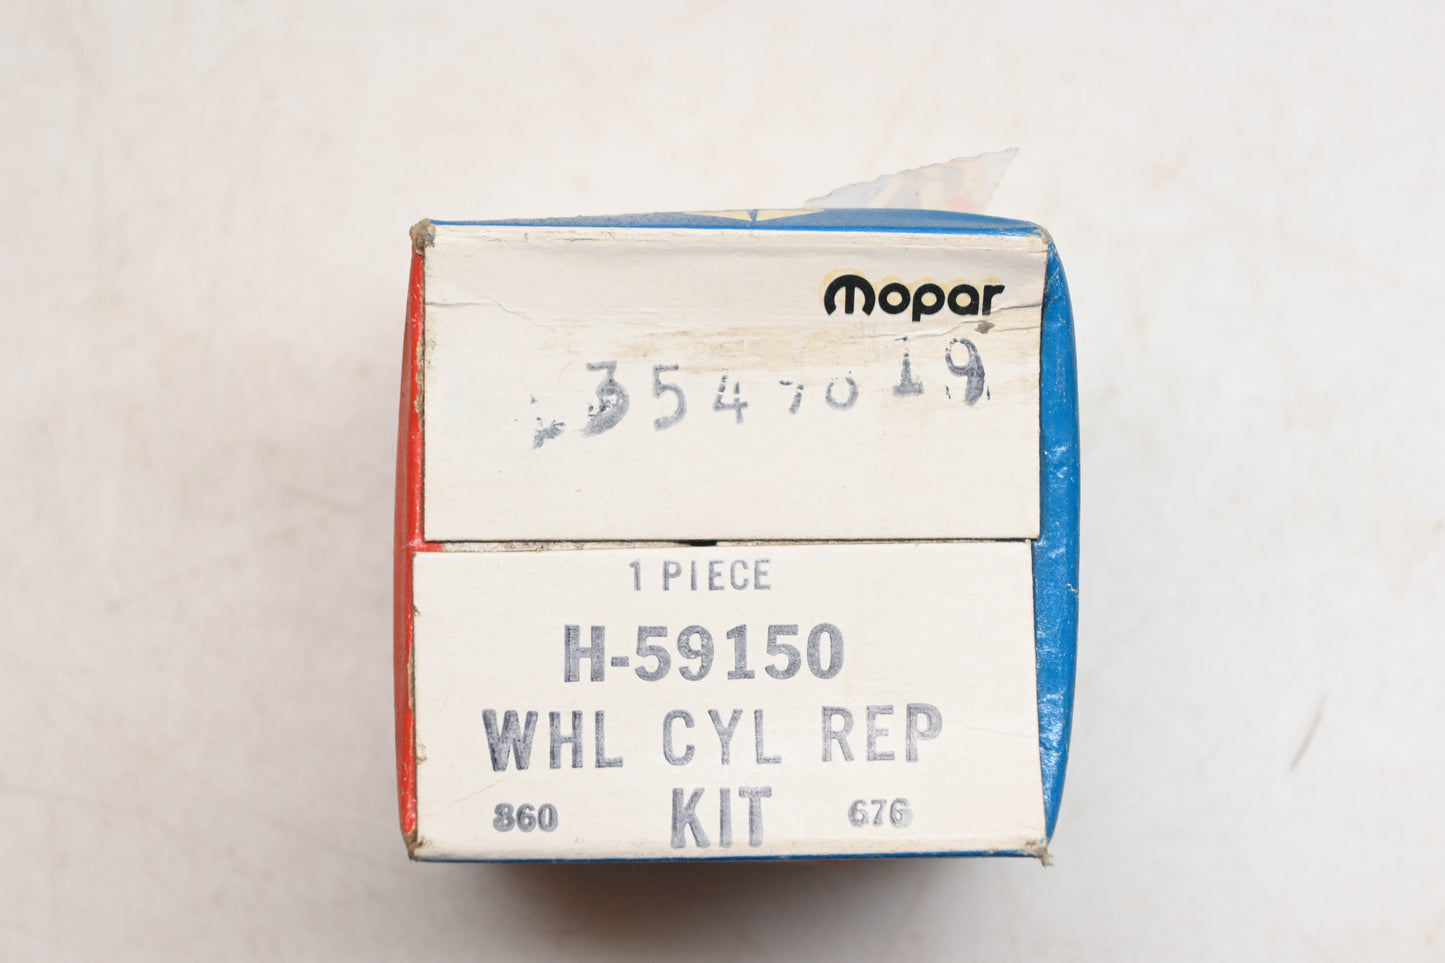 mopar
3547019
1 PIECE
H-59150
WHL CYL REP
KIT
860 676